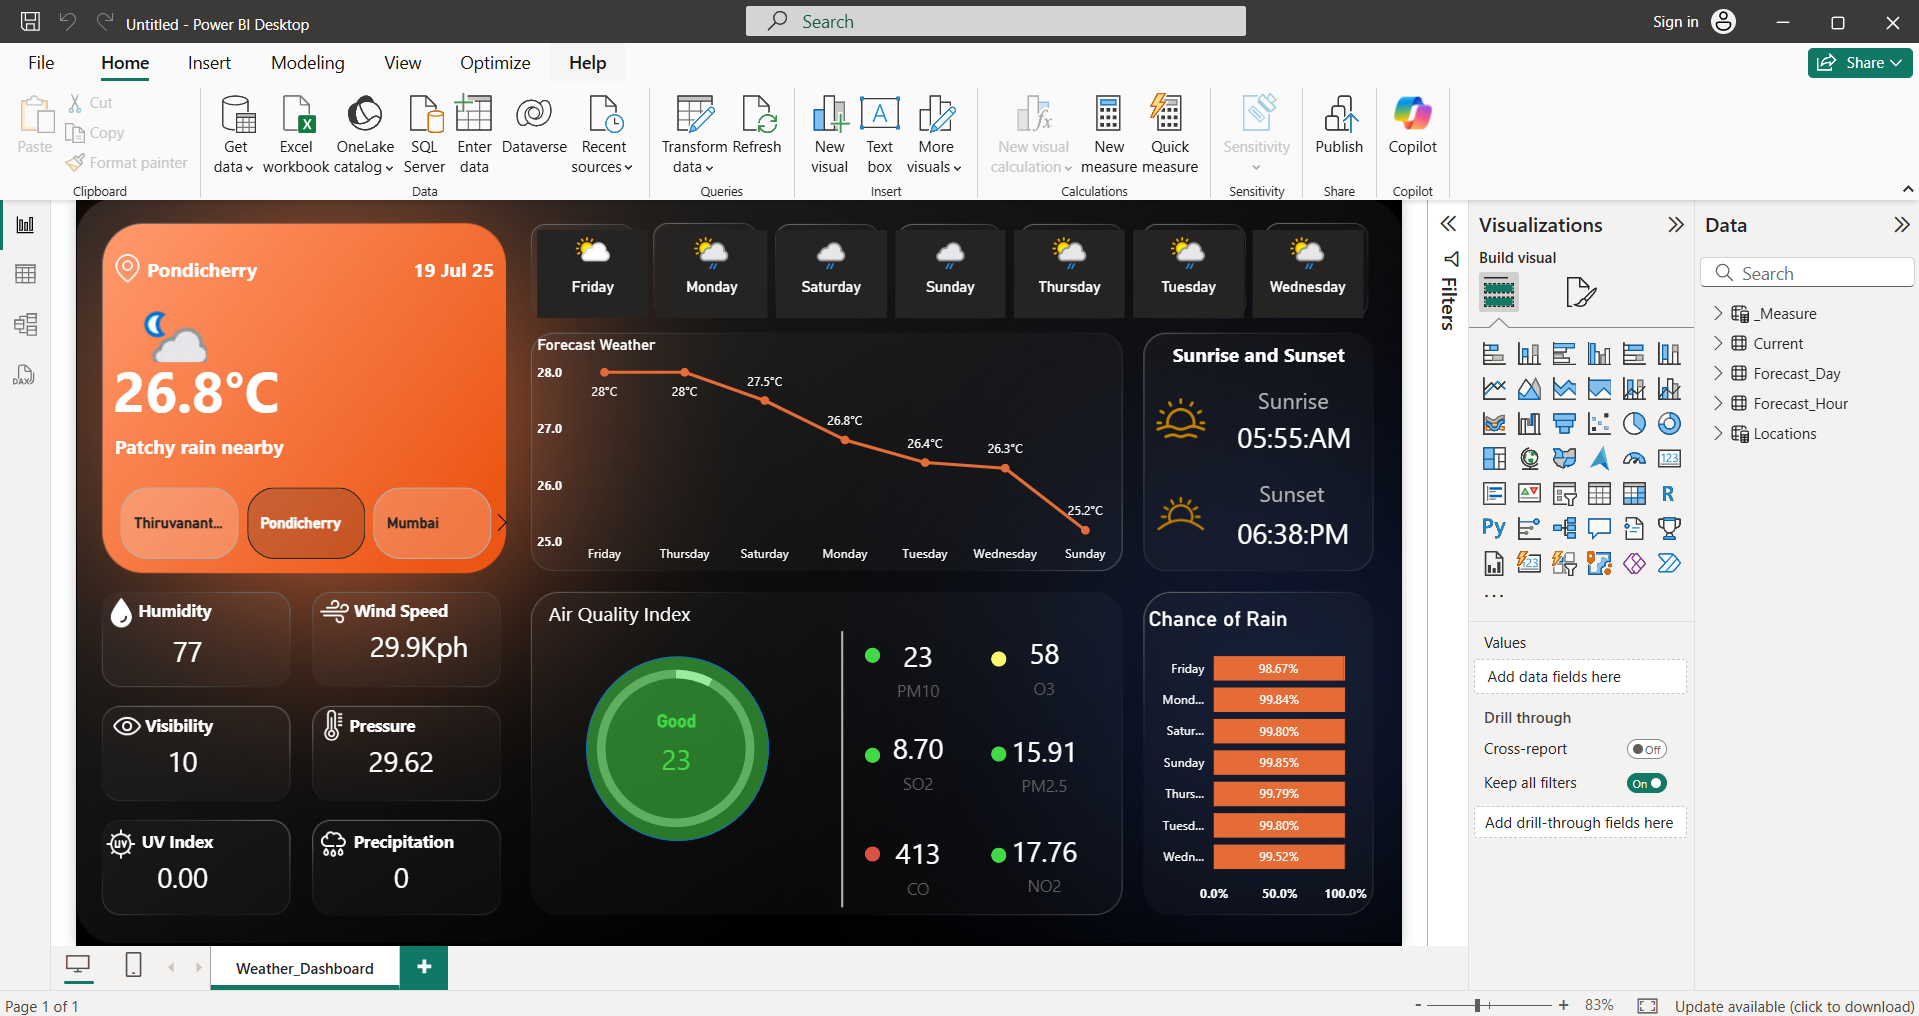 Untitled - Power BI Desktop
Search
Sign in
File
Home
Insert
Modeling
View
Optimize
Help
Share
Paste
Cut
Copy
Format painter
Clipboard
Get data
Excel workbook
OneLake catalog
SQL Server
Enter data
Dataverse
Recent sources
Data
Transform data
Refresh
Queries
New visual
Text box
More visuals
Insert
New visual calculation
New measure
Quick measure
Calculations
Sensitivity
Sensitivity
Publish
Share
Copilot
Copilot
Pondicherry
19 Jul 25
26.8°C
Patchy rain nearby
Thiruvanant...
Pondicherry
Mumbai
Friday
Monday
Saturday
Sunday
Thursday
Tuesday
Wednesday
Forecast Weather
28.0
27.0
26.0
25.0
28°C
28°C
27.5°C
26.8°C
26.4°C
26.3°C
25.2°C
Friday
Thursday
Saturday
Monday
Tuesday
Wednesday
Sunday
Sunrise and Sunset
Sunrise
05:55:AM
Sunset
06:38:PM
Humidity
77
Wind Speed
29.9Kph
Visibility
10
Pressure
29.62
UV
UV Index
0.00
Precipitation
0
Air Quality Index
Good
23
23
PM10
58
O3
8.70
SO2
15.91
PM2.5
413
CO
17.76
NO2
Chance of Rain
Friday 98.67%
Mond... 99.84%
Satur... 99.80%
Sunday 99.85%
Thurs... 99.79%
Tuesd... 99.80%
Wedn... 99.52%
0.0% 50.0% 100.0%
Filters
Visualizations
Build visual
123
R
Py
123
...
Values
Add data fields here
Drill through
Cross-report
Off
Keep all filters
On
Add drill-through fields here
Data
Search
_Measure
Current
Forecast_Day
Forecast_Hour
Locations
DAX
Weather_Dashboard
+
Page 1 of 1
- + 83%
Update available (click to download)